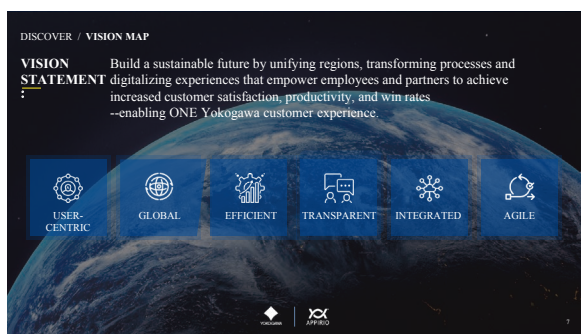 DISCOVER / VISION MAP
VISION STATEMENT:
Build a sustainable future by unifying regions, transforming processes and
digitalizing experiences that empower employees and partners to achieve
increased customer satisfaction, productivity, and win rates
--enabling ONE Yokogawa customer experience.
USER-
CENTRIC
GLOBAL
EFFICIENT
TRANSPARENT
INTEGRATED
AGILE
YOKOGAWA
APPIRIO
7